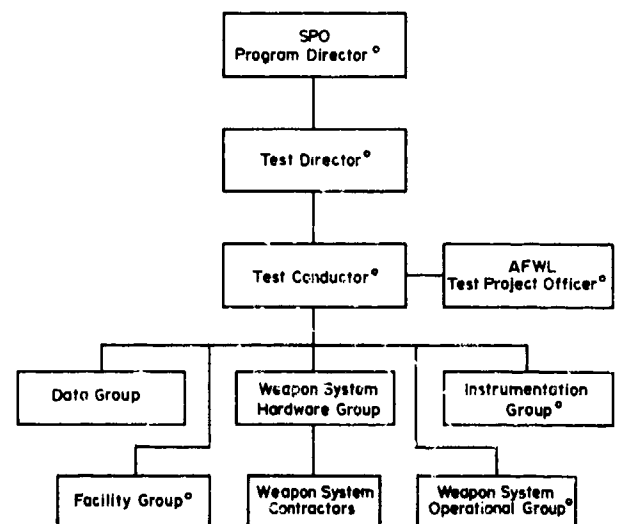 SPO
Program Director°
Test Director°
Test Conductor°
AFWL
Test Project Officer°
Data Group
Weapon System
Hardware Group
Instrumentation
Group°
Facility Group°
Weapon System
Contractors
Weapon System
Operational Group°